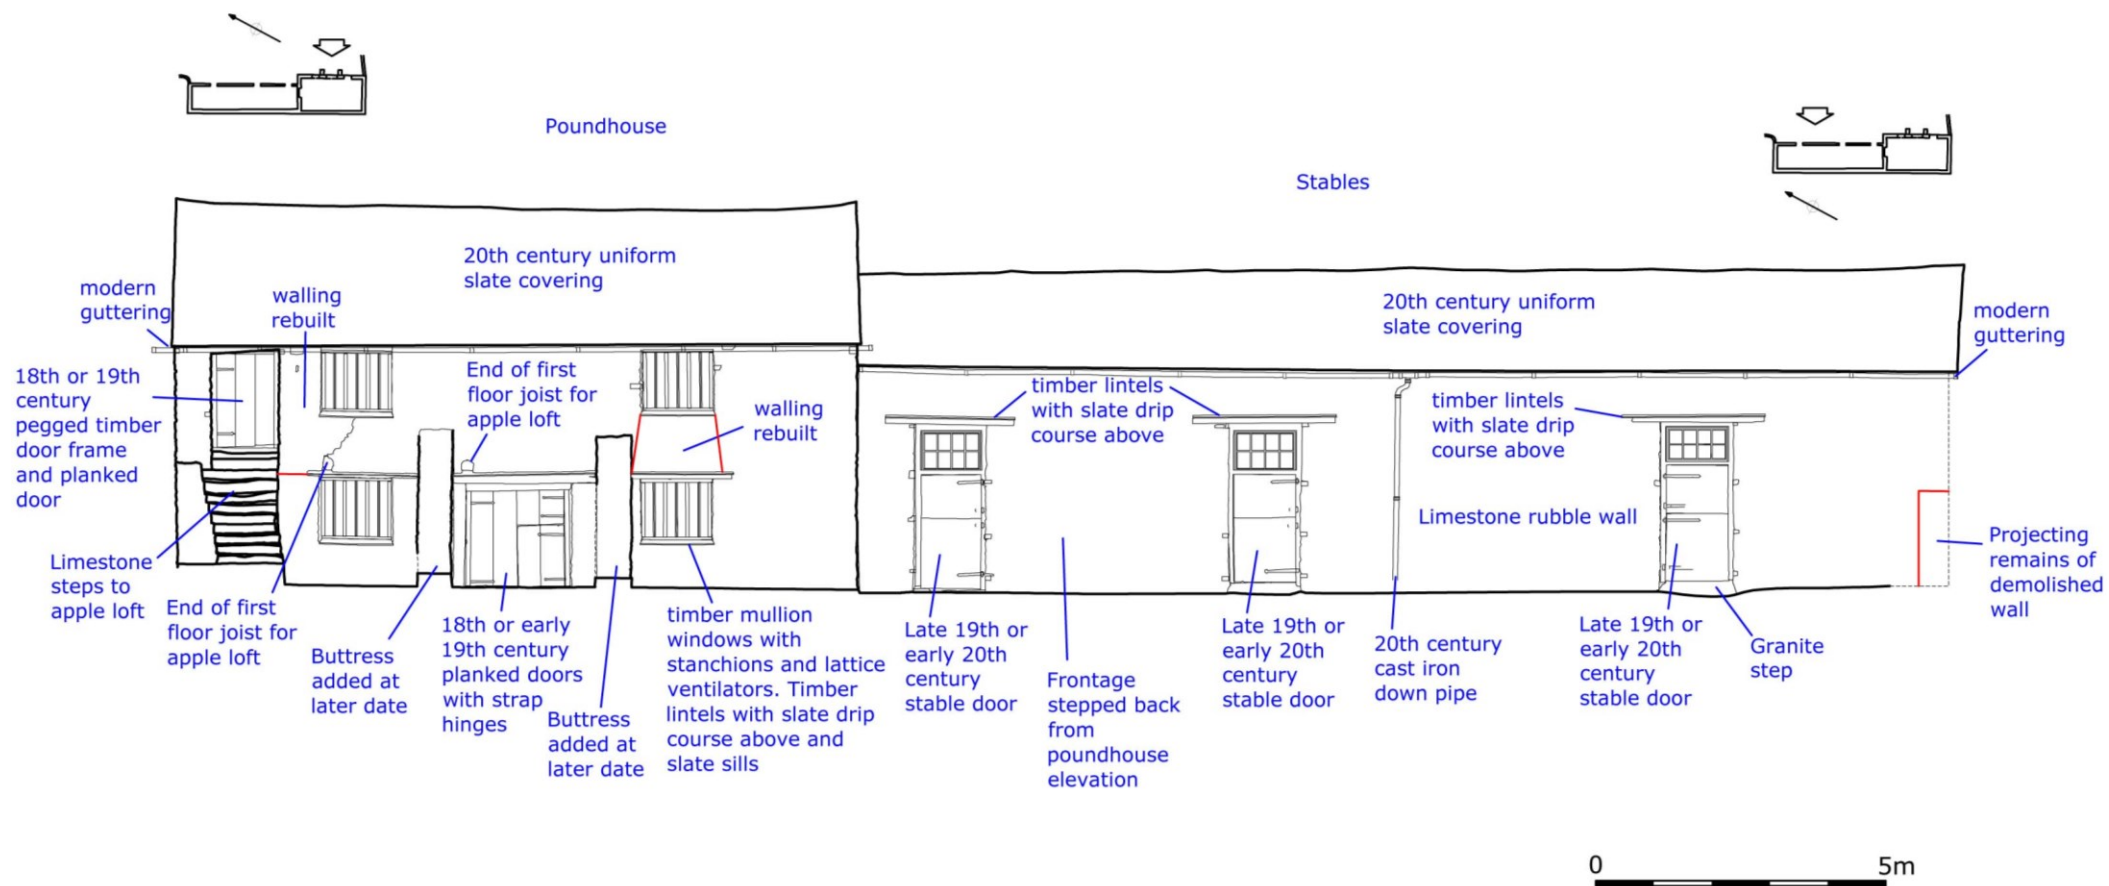 Poundhouse
Stables
20th century uniform
slate covering
modern
guttering
walling
rebuilt
18th or 19th
century
pegged timber
door frame
and planked
door
End of first
floor joist for
apple loft
walling
rebuilt
Limestone
steps to
apple loft
End of first
floor joist for
apple loft
Buttress
added at
later date
18th or early
19th century
planked doors
with strap
hinges
Buttress
added at
later date
timber mullion
windows with
stanchions and lattice
ventilators. Timber
lintels with slate drip
course above and
slate sills
20th century uniform
slate covering
modern
guttering
timber lintels
with slate drip
course above
timber lintels
with slate drip
course above
Limestone rubble wall
Projecting
remains of
demolished
wall
Late 19th or
early 20th
century
stable door
Frontage
stepped back
from
poundhouse
elevation
Late 19th or
early 20th
century
stable door
20th century
cast iron
down pipe
Late 19th or
early 20th
century
stable door
Granite
step
0 5m